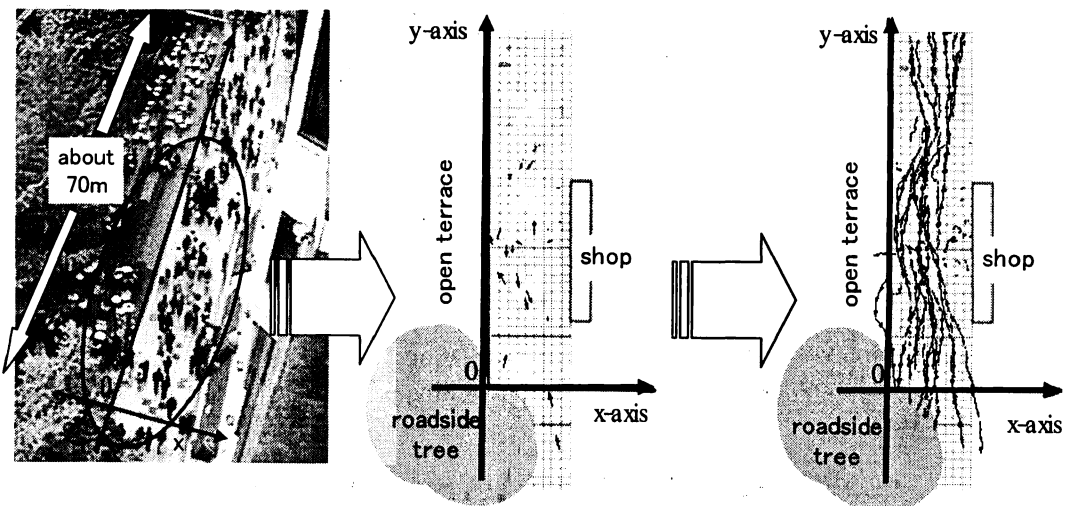 about
70m
0
x
y-axis
open terrace
shop
0
x-axis
roadside
tree
y-axis
open terrace
shop
0
x-axis
roadside
tree